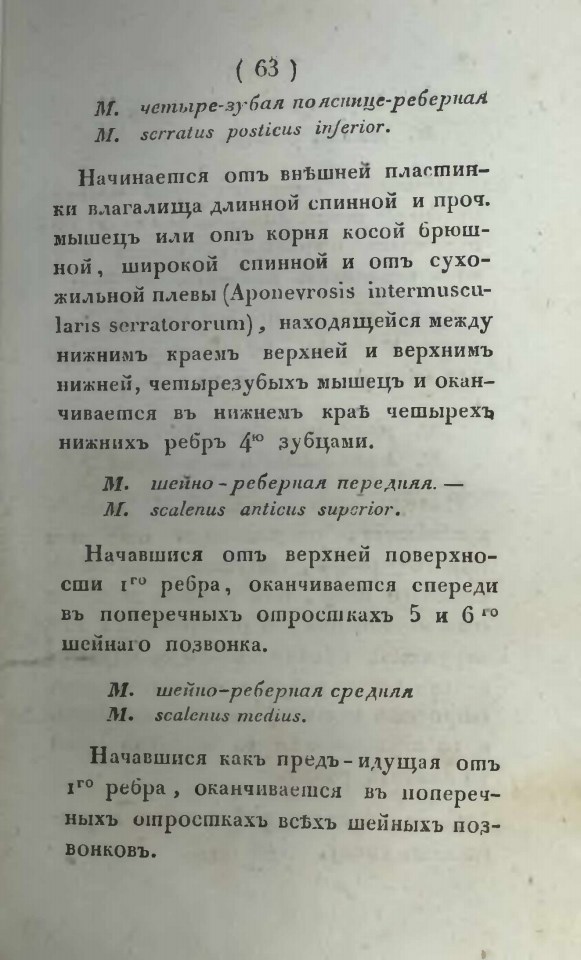 ( 63 )
М. четыре-зубая пояснице-реберная
M. serratus posticus inferior.
Начинается отъ внѣшней пластин-
ки влагалища длинной спинной и проч.
мышецъ или отъ корня косой брюш-
ной, широкой спинной и отъ сухо-
жильной плевы (Aponevrosis intermuscu-
laris serratororum), находящейся между
нижнимъ краемъ верхней и верхнимъ
нижней, четырезубыхъ мышецъ и окан-
чивается въ нижнемъ краѣ четырехъ
нижнихъ ребръ 4ю зубцами.
М. шейно-реберная передняя. —
M. scalenus anticus superior.
Начавшися отъ верхней поверхно-
сти 1го ребра, оканчивается спереди
въ поперечныхъ отросткахъ 5 и 6го
шейнаго позвонка.
М. шейно-реберная средняя
M. scalenus medius.
Начавшися какъ предъ-идущая отъ
1го ребра, оканчивается въ попереч-
ныхъ отросткахъ всѣхъ шейныхъ поз-
вонковъ.